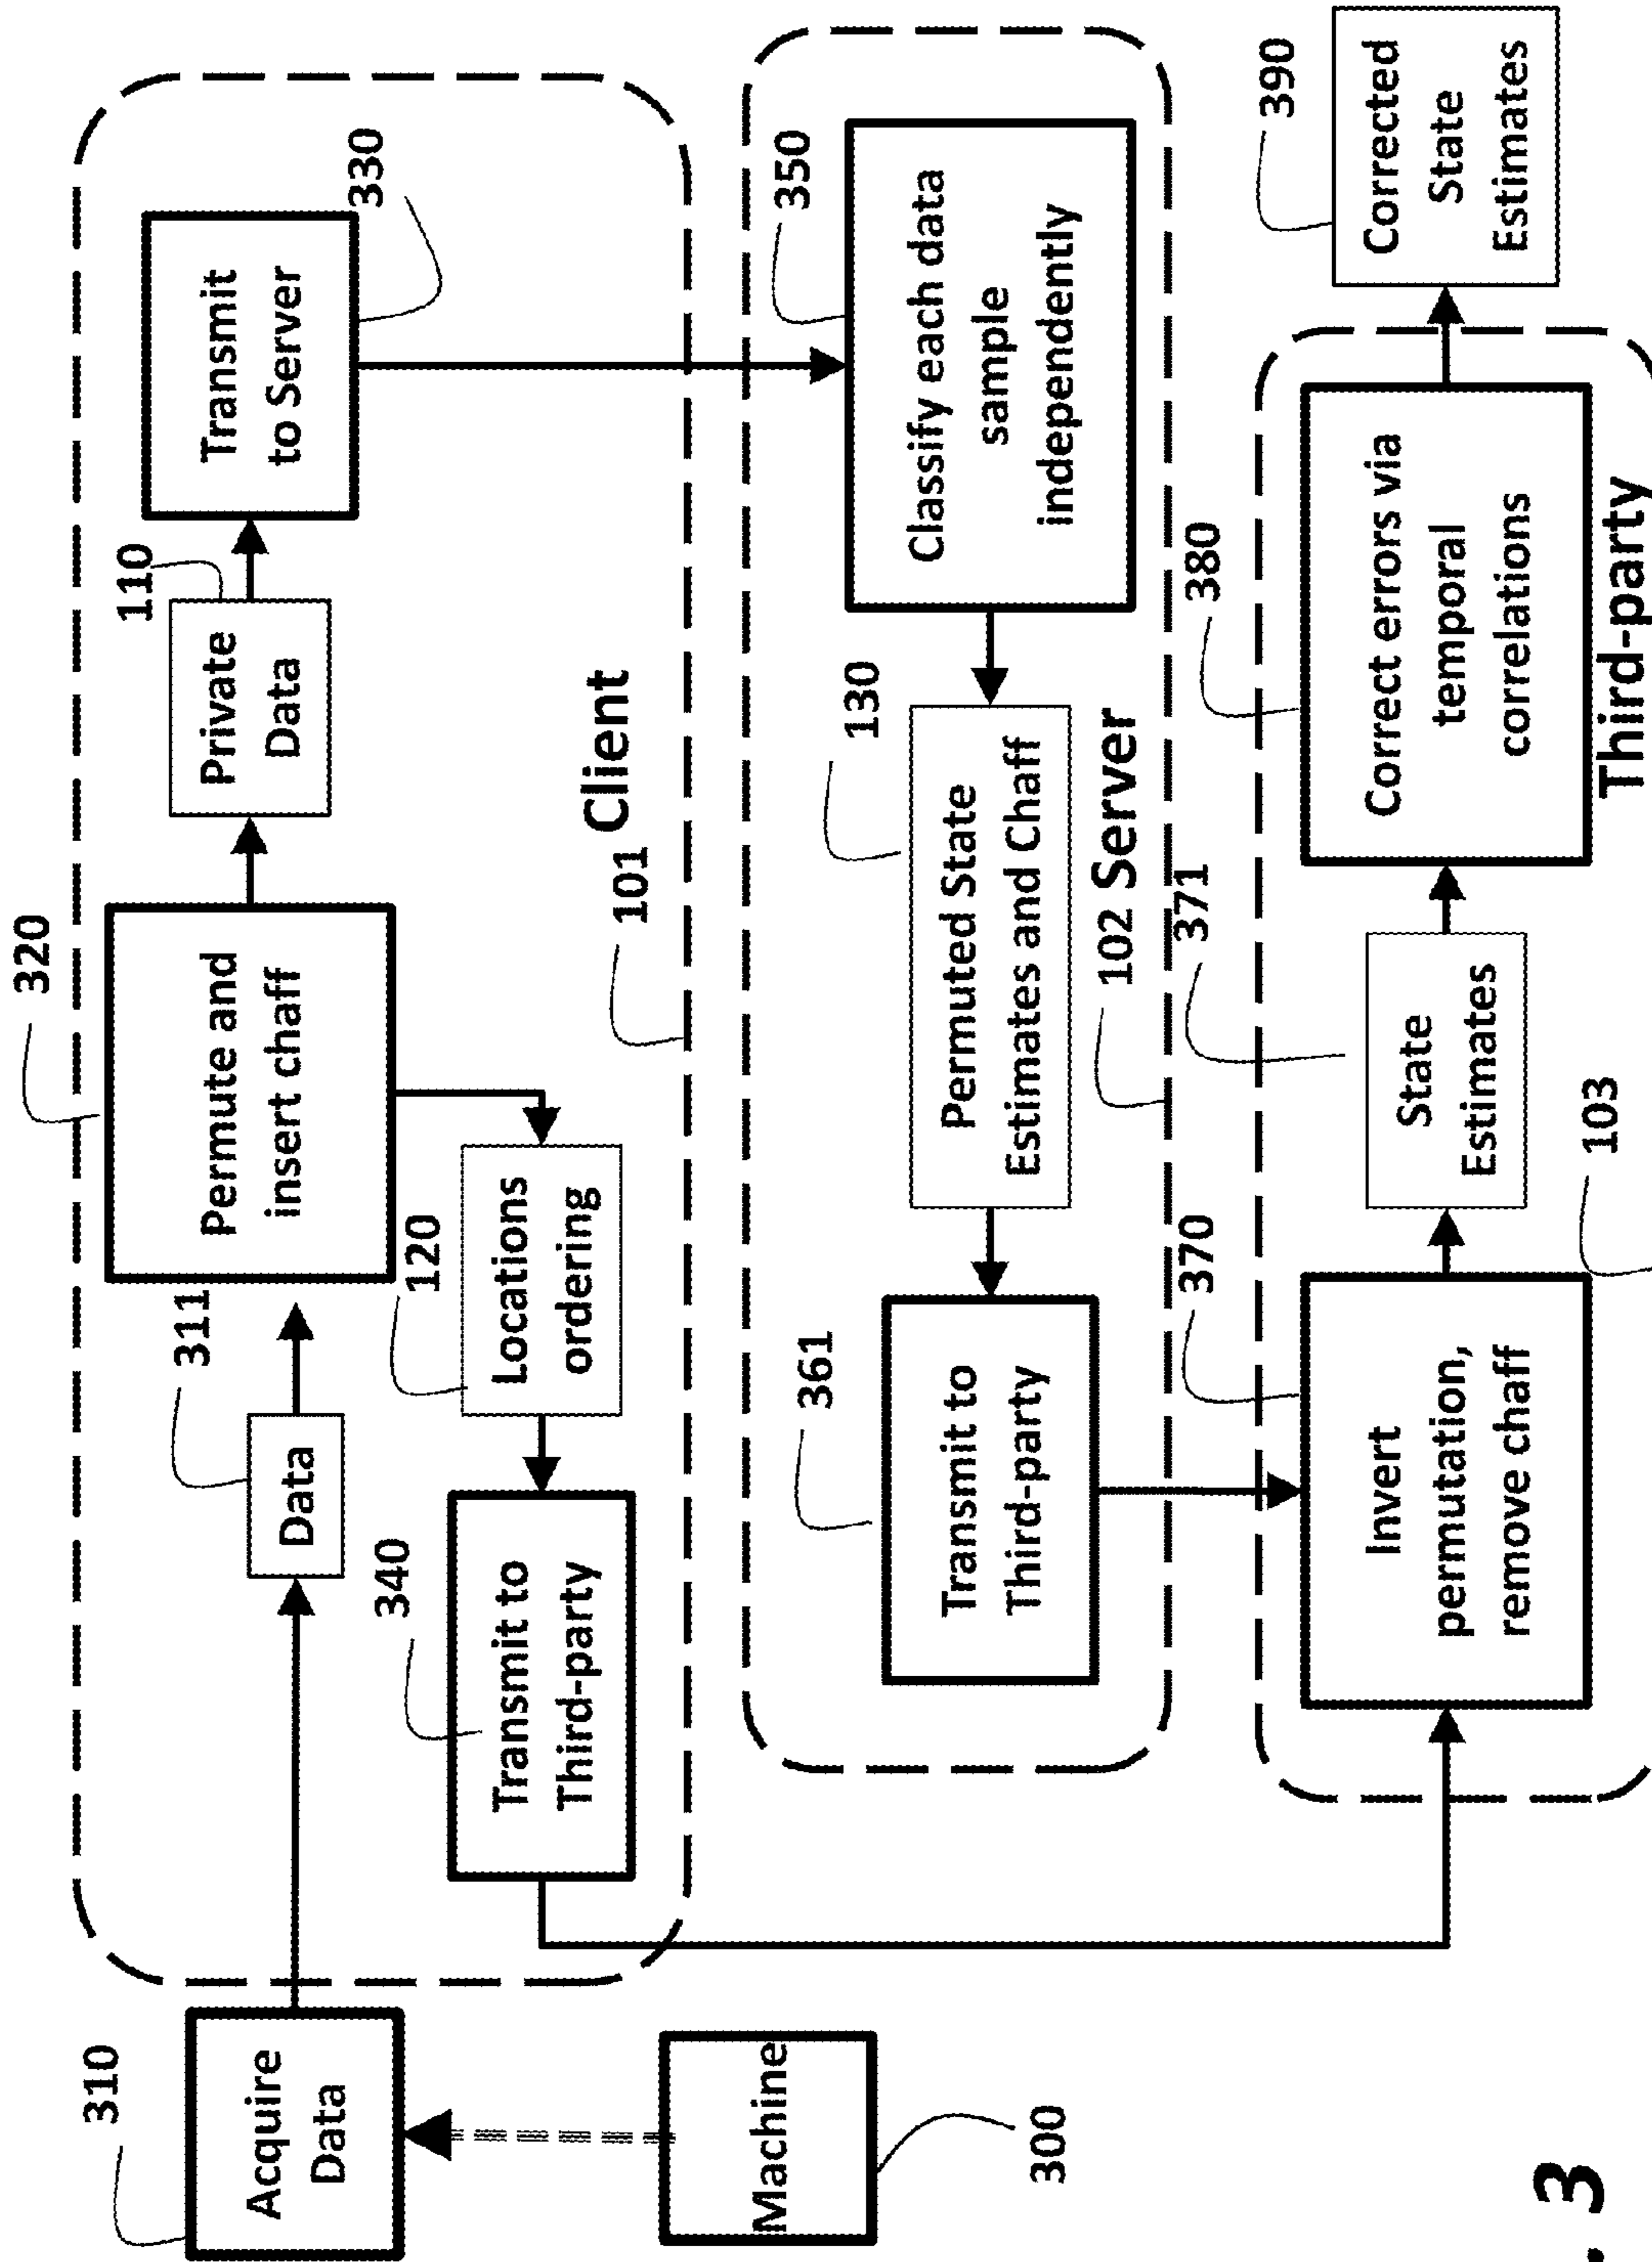 310
Acquire
Data
Machine
300
311
Data
320
Permute and
insert chaff
110
Private
Data
Transmit
to Server
330
120
Locations
ordering
340
Transmit to
Third-party
Client
101
350
Classify each data
sample
independently
130
Permuted State
Estimates and Chaff
361
Transmit to
Third-party
102 Server
370
Invert
permutation,
remove chaff
371
State
Estimates
380
Correct errors via
temporal
correlations
390
Corrected
State
Estimates
103
Third-party
. 3